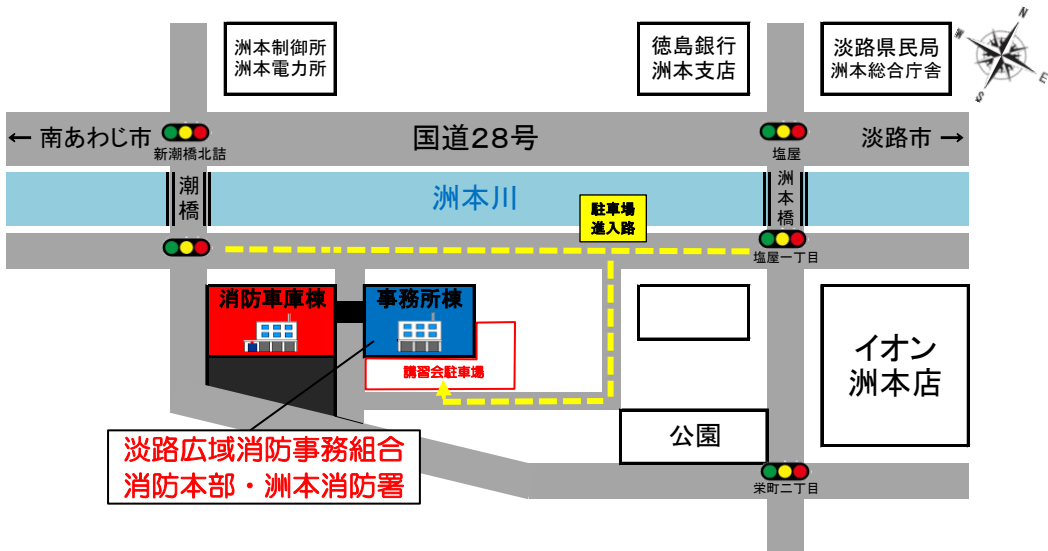 洲本制御所
洲本電力所
徳島銀行
洲本支店
淡路県民局
洲本総合庁舎
N
W
E
S
← 南あわじ市
新潮橋北詰
国道28号
塩屋
淡路市 →
潮橋
洲本川
駐車場
進入路
洲本橋
塩屋一丁目
消防車庫棟
事務所棟
講習会駐車場
イオン
洲本店
公園
淡路広域消防事務組合
消防本部・洲本消防署
栄町二丁目